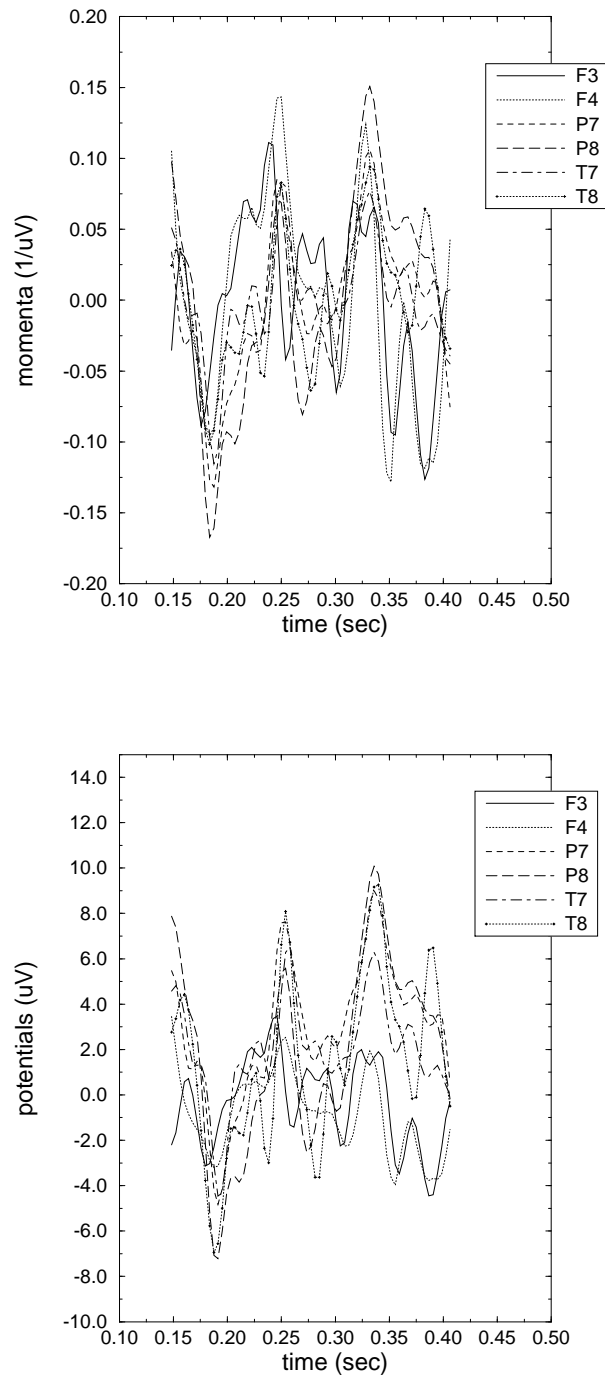 0.20
0.15
0.10
0.05
0.00
-0.05
-0.10
-0.15
-0.20
momenta (1/uV)
0.10 0.15 0.20 0.25 0.30 0.35 0.40 0.45 0.50
time (sec)
F3
F4
P7
P8
T7
T8
14.0
12.0
10.0
8.0
6.0
4.0
2.0
0.0
-2.0
-4.0
-6.0
-8.0
-10.0
potentials (uV)
0.10 0.15 0.20 0.25 0.30 0.35 0.40 0.45 0.50
time (sec)
F3
F4
P7
P8
T7
T8